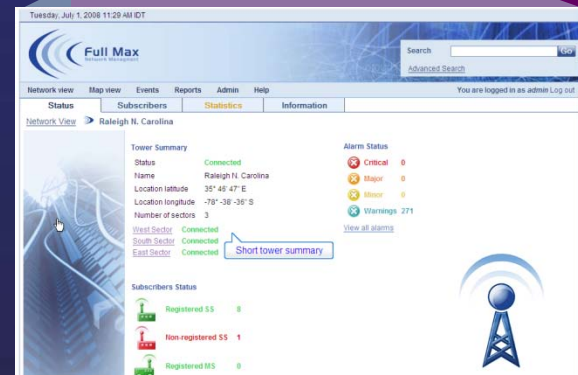 Tuesday, July 1, 2008 11:29 AM IDT
Full Max
Network Management
Search
Go
Advanced Search
Network view Map view Events Reports Admin Help
You are logged in as admin Log out
Status Subscribers Statistics Information
Network View Raleigh N. Carolina
Tower Summary
Status Connected
Name Raleigh N. Carolina
Location latitude 35° 46' 47" E
Location longitude -78° -38' -36" S
Number of sectors 3
West Sector Connected
South Sector Connected
East Sector Connected
Short tower summary
Alarm Status
Critical 0
Major 0
Minor 0
Warnings 271
View all alarms
Subscribers Status
Registered SS 8
Non-registered SS 1
Registered MS 0